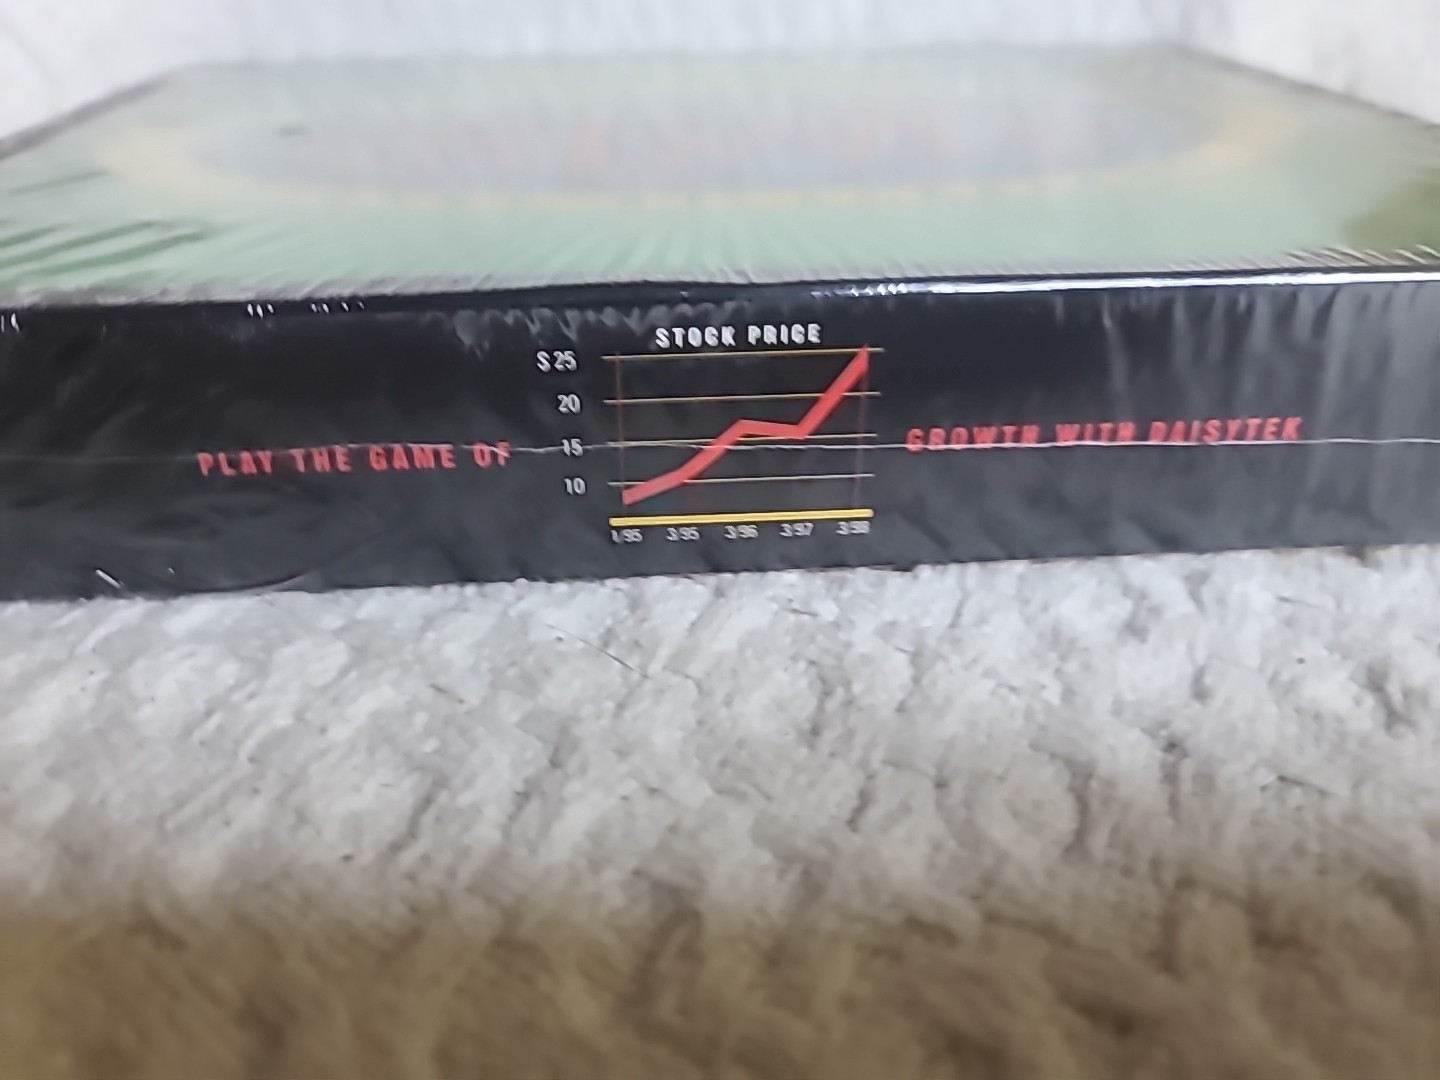 STOCK PRICE
$25
20
15
10
PLAY THE GAME OF
GROWTH WITH DAISYTEK
1/95 3/95 3/96 3/97 3/98